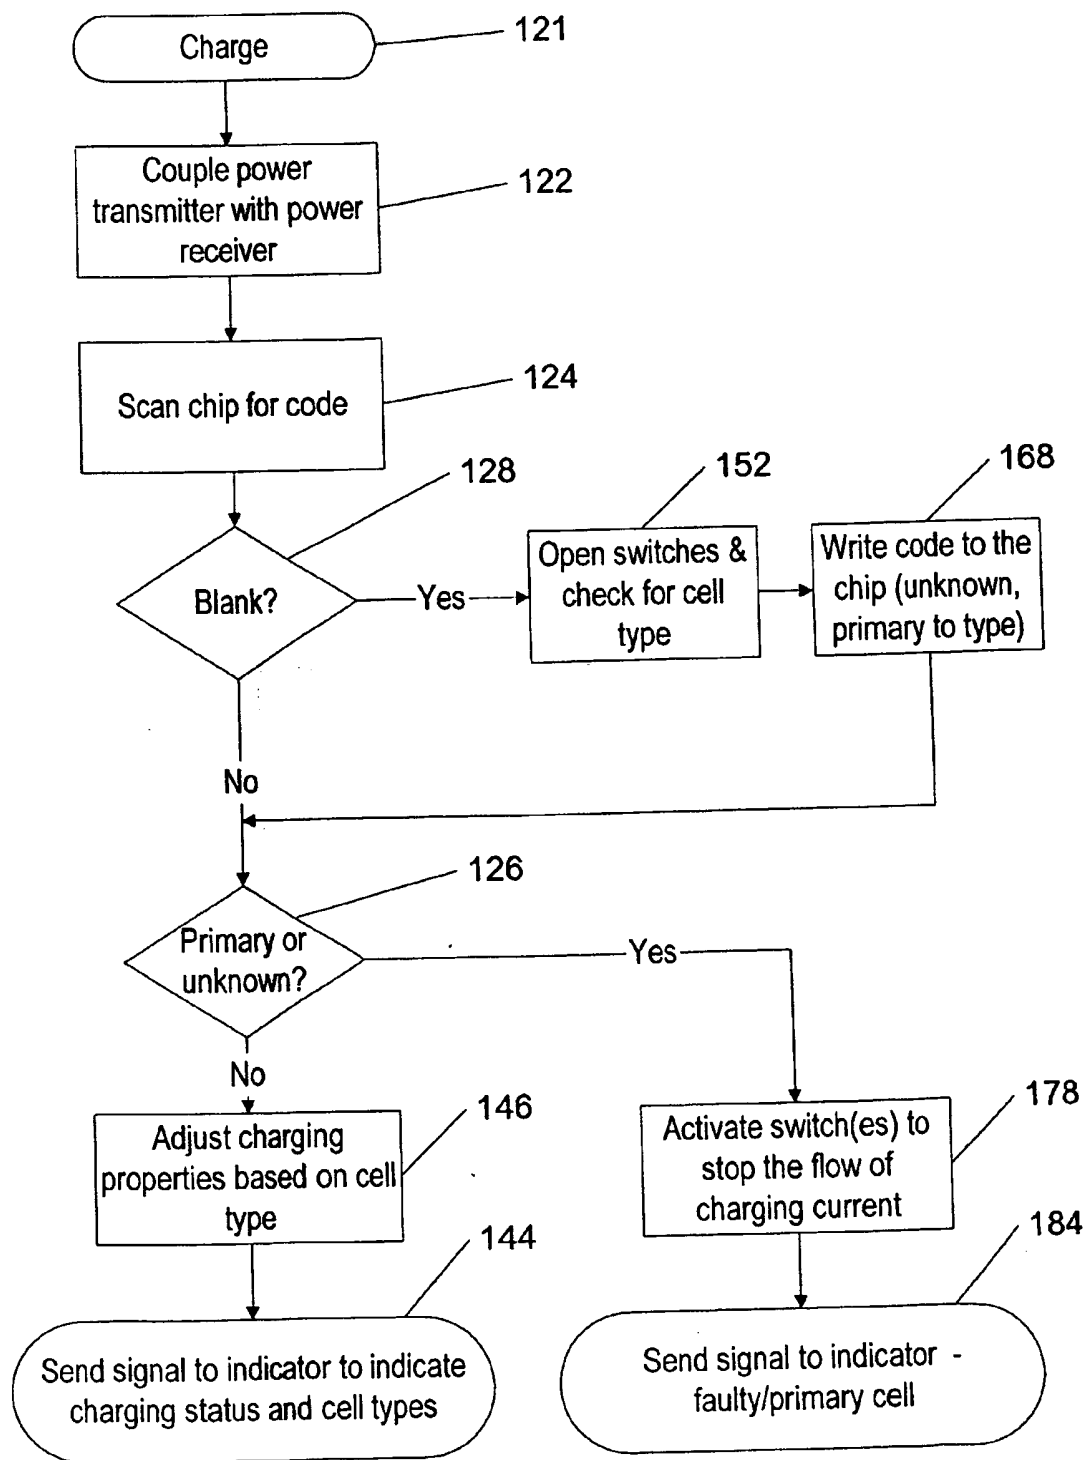 Charge
121
Couple power
transmitter with power
receiver
122
Scan chip for code
124
128
Blank?
Yes
152
Open switches &
check for cell
type
168
Write code to the
chip (unknown,
primary to type)
No
126
Primary or
unknown?
Yes
No
146
Adjust charging
properties based on cell
type
178
Activate switch(es) to
stop the flow of
charging current
144
Send signal to indicator to indicate
charging status and cell types
184
Send signal to indicator -
faulty/primary cell